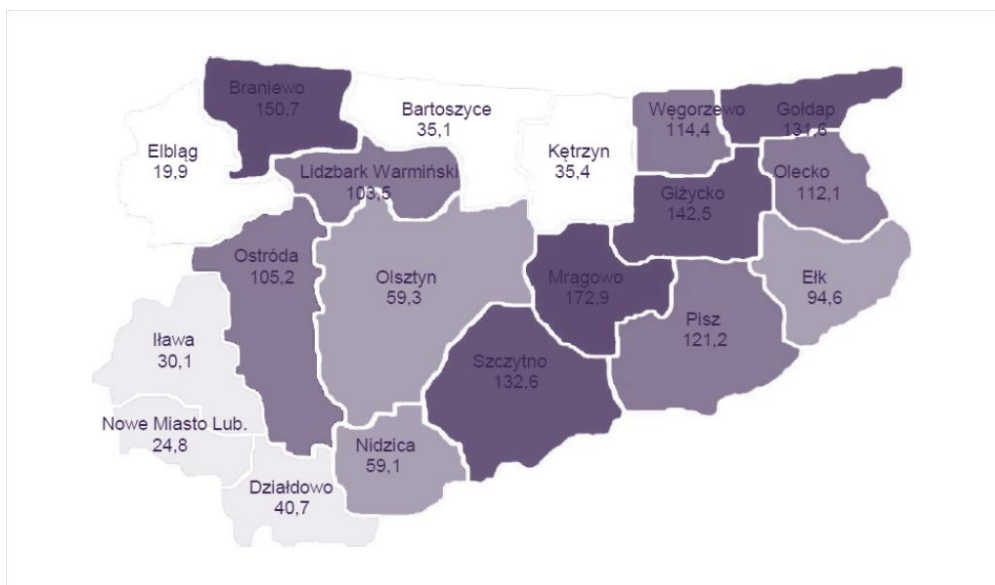 Braniewo
150,7
Bartoszyce
35,1
Węgorzewo
114,4
Gołdap
131,6
Elbląg
19,9
Lidzbark Warmiński
103,5
Kętrzyn
35,4
Giżycko
142,5
Olecko
112,1
Ostróda
105,2
Olsztyn
59,3
Mrągowo
172,9
Ełk
94,6
Iława
30,1
Szczytno
132,6
Pisz
121,2
Nowe Miasto Lub.
24,8
Nidzica
59,1
Działdowo
40,7